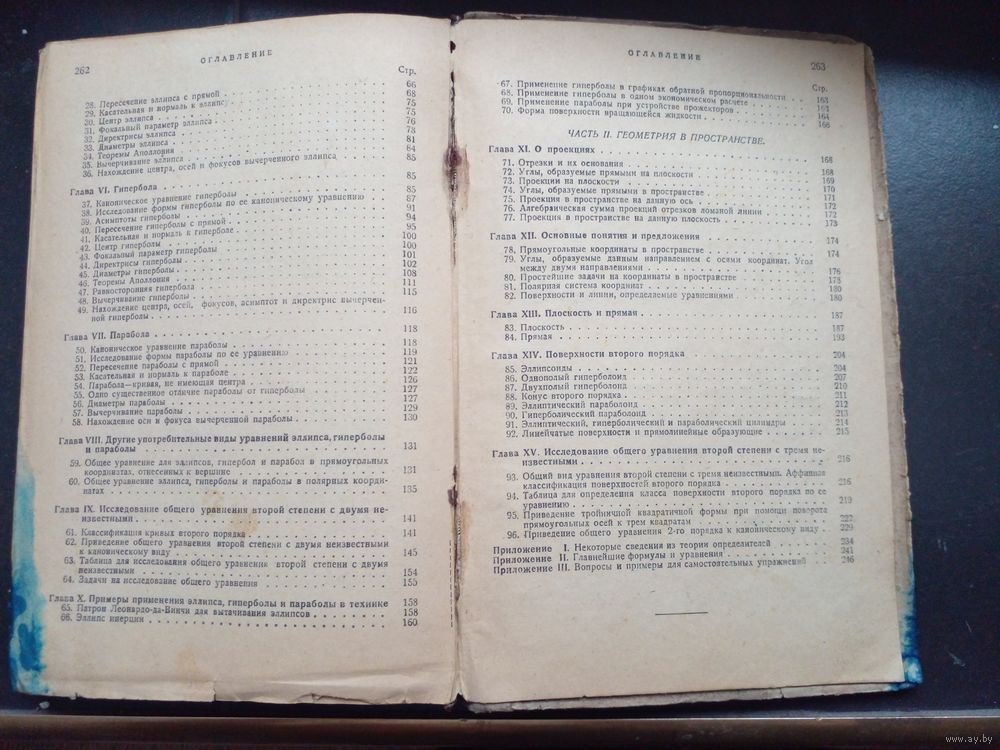 262
ОГЛАВЛЕНИЕ
Стр.
28. Пересечение эллипса с прямой 66
29. Касательная и нормаль к эллипсу 68
30. Центр эллипса 75
31. Фокальный параметр эллипса 75
32. Директрисы эллипса 76
33. Диаметры эллипса 78
34. Теоремы Аполлония 81
35. Вычерчивание эллипса 84
36. Нахождение центра, осей и фокусов вычерченного эллипса 85
Глава VI. Гипербола 85
37. Каноническое уравнение гиперболы 85
38. Исследование формы гиперболы по ее каноническому уравнению 87
39. Асимптоты гиперболы 91
40. Пересечение гиперболы с прямой 94
41. Касательная и нормаль к гиперболе 95
42. Центр гиперболы 100
43. Фокальный параметр гиперболы 100
44. Директрисы гиперболы 101
45. Диаметры гиперболы 102
46. Теоремы Аполлония 108
47. Равносторонняя гипербола 111
48. Вычерчивание гиперболы 115
49. Нахождение центра, осей, фокусов, асимптот и директрис вычерчен-
ной гиперболы 116
Глава VII. Парабола 118
50. Каноническое уравнение параболы 118
51. Исследование формы параболы по ее уравнению 119
52. Пересечение параболы с прямой 121
53. Касательная и нормаль к параболе 122
54. Парабола—кривая, не имеющая центра 126
55. Одно существенное отличие параболы от гиперболы 127
56. Диаметры параболы 127
57. Вычерчивание параболы 129
58. Нахождение оси и фокуса вычерченной параболы 130
Глава VIII. Другие употребительные виды уравнений эллипса, гиперболы
и параболы 131
59. Общее уравнение для эллипсов, гипербол и парабол в прямоугольных
координатах, отнесенных к вершине 131
60. Общее уравнение эллипса, гиперболы и параболы в полярных коорди-
натах 135
Глава IX. Исследование общего уравнения второй степени с двумя не-
известными 141
61. Классификация кривых второго порядка 141
62. Приведение общего уравнения второй степени с двумя неизвестными
к каноническому виду 145
63. Таблица для исследования общего уравнения второй степени с двумя
неизвестными 154
64. Задачи на исследование общего уравнения 155
Глава X. Примеры применения эллипса, гиперболы и параболы в технике 158
65. Патрон Леонардо-да-Винчи для вытачивания эллипсов 158
66. Эллипс инерции 160
ОГЛАВЛЕНИЕ
263
Стр.
67. Применение гиперболы в графиках обратной пропорциональности 163
68. Применение гиперболы в одном экономическом расчете 163
69. Применение параболы при устройстве прожекторов 164
70. Форма поверхности вращающейся жидкости 166
ЧАСТЬ II. ГЕОМЕТРИЯ В ПРОСТРАНСТВЕ.
Глава XI. О проекциях 168
71. Отрезки и их основания 168
72. Углы, образуемые прямыми на плоскости 168
73. Проекции на плоскости 169
74. Углы, образуемые прямыми в пространстве 170
75. Проекция в пространстве на данную ось 171
76. Алгебраическая сумма проекций отрезков ломаной линии 172
77. Проекция в пространстве на данную плоскость 173
Глава XII. Основные понятия и предложения 174
78. Прямоугольные координаты в пространстве 174
79. Углы, образуемые данным направлением с осями координат. Угол
между двумя направлениями 176
80. Простейшие задачи на координаты в пространстве 178
81. Полярная система координат 180
82. Поверхности и линии, определяемые уравнениями 180
Глава XIII. Плоскость и прямая 187
83. Плоскость 187
84. Прямая 193
Глава XIV. Поверхности второго порядка 204
85. Эллипсоиды 204
86. Однополый гиперболоид 207
87. Двухполый гиперболоид 210
88. Конус второго порядка 211
89. Эллиптический параболоид 212
90. Гиперболический параболоид 213
91. Эллиптический, гиперболический и параболический цилиндры 214
92. Линейчатые поверхности и прямолинейные образующие 215
Глава XV. Исследование общего уравнения второй степени с тремя не-
известными 216
93. Общий вид уравнения второй степени с тремя неизвестными. Аффинная
классификация поверхностей второго порядка 216
94. Таблица для определения класса поверхности второго порядка по ее
уравнению 219
95. Приведение тройничной квадратичной формы при помощи поворота
прямоугольных осей к трем квадратам 227
96. Приведение общего уравнения 2-го порядка к каноническому виду 229
Приложение I. Некоторые сведения из теории определителей 234
Приложение II. Главнейшие формулы и уравнения 241
Приложение III. Вопросы и примеры для самостоятельных упражнений 246
www.ay.by